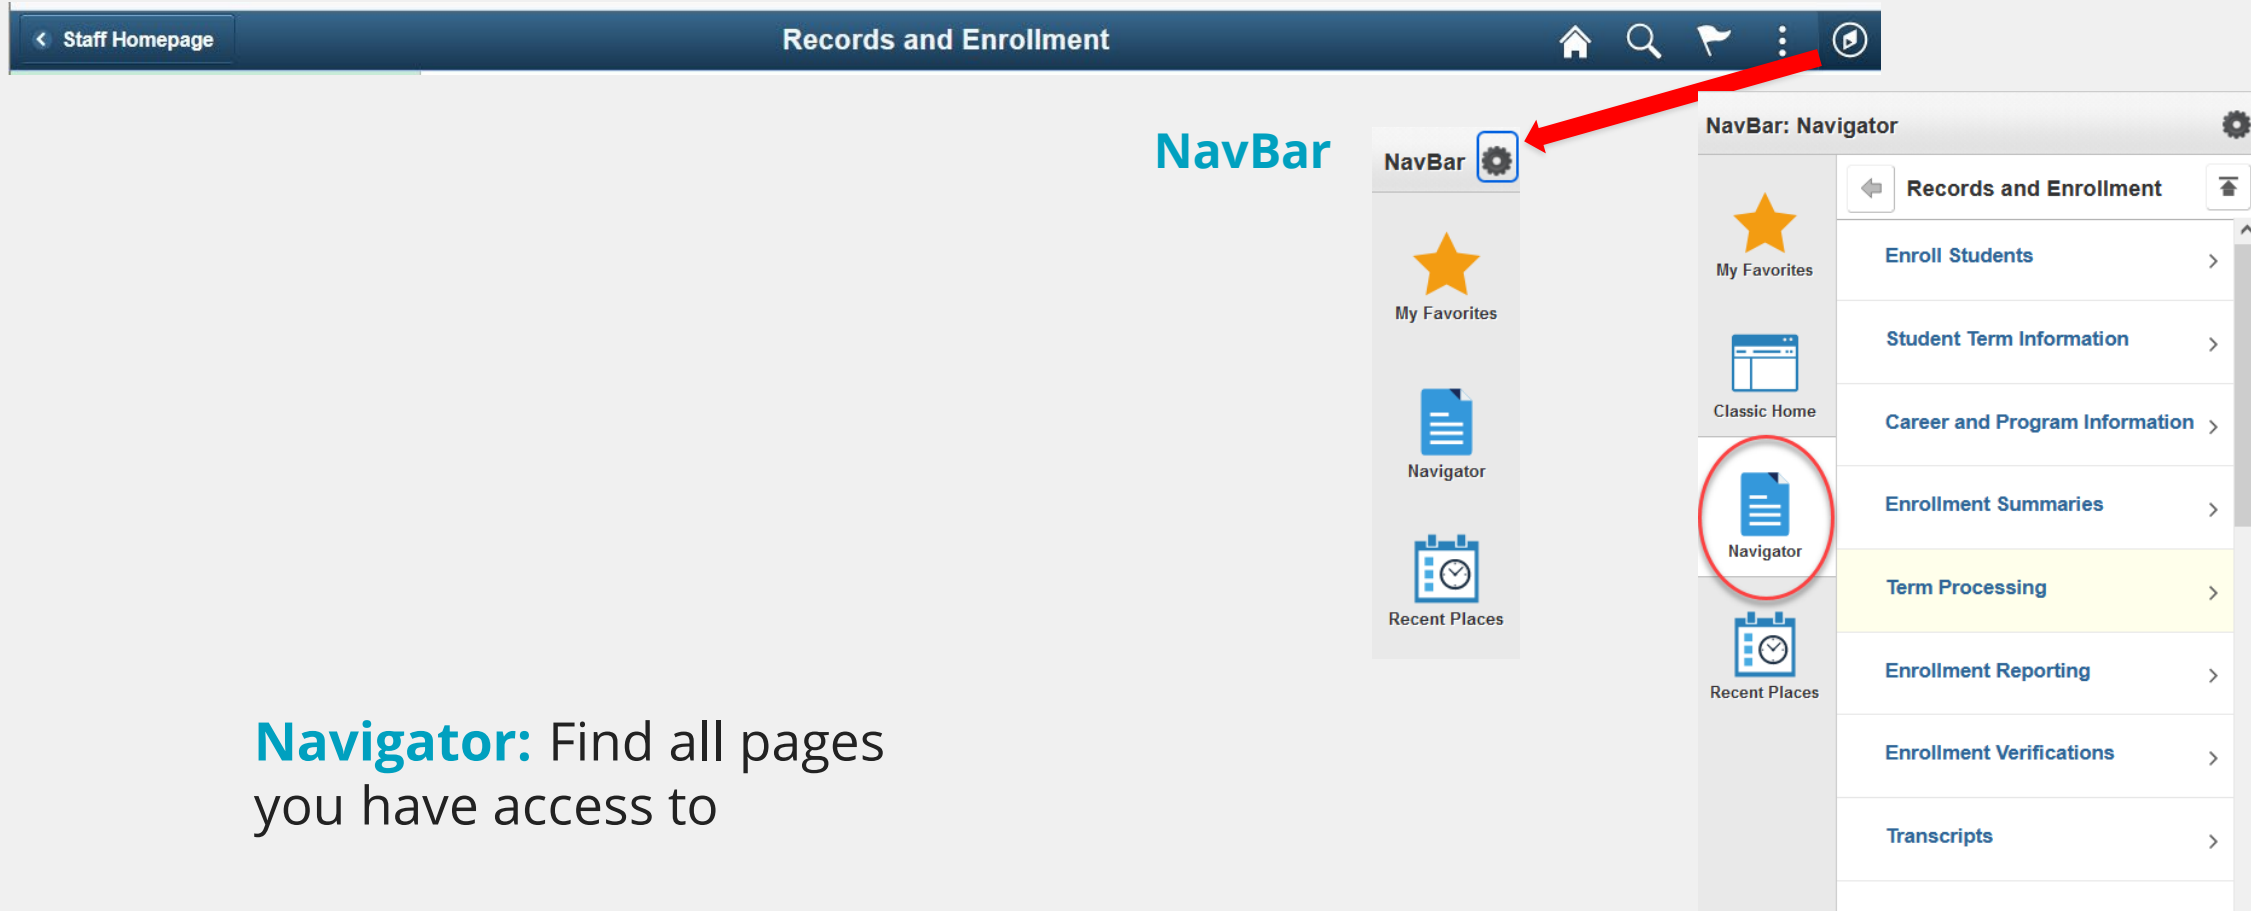 Staff Homepage
Records and Enrollment
NavBar
NavBar
My Favorites
Navigator
Recent Places
NavBar: Navigator
My Favorites
Classic Home
Navigator
Recent Places
Records and Enrollment
Enroll Students
Student Term Information
Career and Program Information
Enrollment Summaries
Term Processing
Enrollment Reporting
Enrollment Verifications
Transcripts
Navigator: Find all pages
you have access to